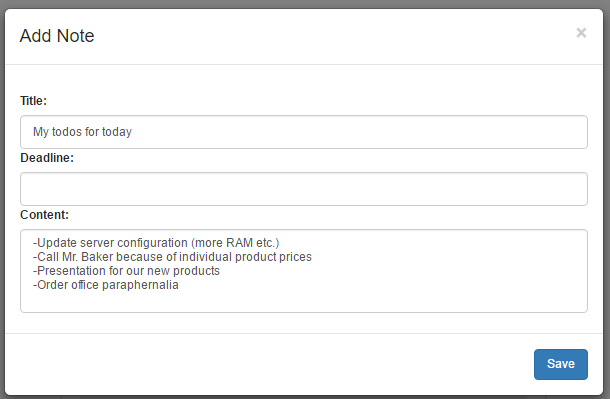 Add Note
×
Title:
My todos for today
Deadline:
Content:
-Update server configuration (more RAM etc.)
-Call Mr. Baker because of individual product prices
-Presentation for our new products
-Order office paraphernalia
Save